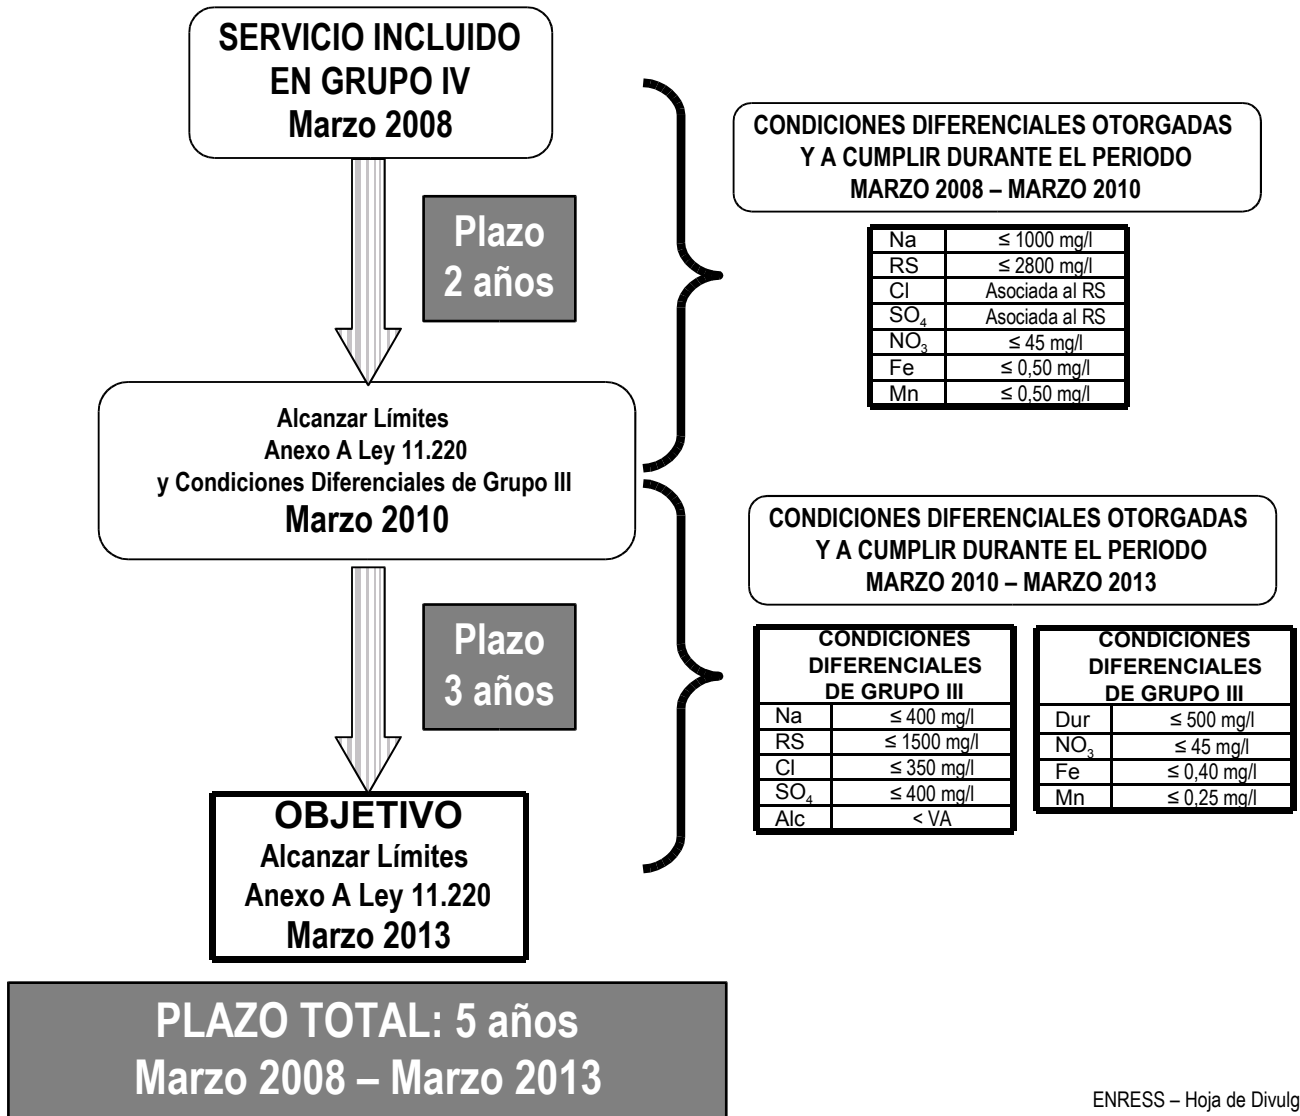 SERVICIO INCLUIDO
EN GRUPO IV
Marzo 2008
Plazo
2 años
CONDICIONES DIFERENCIALES OTORGADAS
Y A CUMPLIR DURANTE EL PERIODO
MARZO 2008 – MARZO 2010
Na ≤ 1000 mg/l
RS ≤ 2800 mg/l
Cl Asociada al RS
SO4 Asociada al RS
NO3 ≤ 45 mg/l
Fe ≤ 0,50 mg/l
Mn ≤ 0,50 mg/l
Alcanzar Límites
Anexo A Ley 11.220
y Condiciones Diferenciales de Grupo III
Marzo 2010
Plazo
3 años
CONDICIONES DIFERENCIALES OTORGADAS
Y A CUMPLIR DURANTE EL PERIODO
MARZO 2010 – MARZO 2013
CONDICIONES
DIFERENCIALES
DE GRUPO III
Na ≤ 400 mg/l
RS ≤ 1500 mg/l
Cl ≤ 350 mg/l
SO4 ≤ 400 mg/l
Alc < VA
CONDICIONES
DIFERENCIALES
DE GRUPO III
Dur ≤ 500 mg/l
NO3 ≤ 45 mg/l
Fe ≤ 0,40 mg/l
Mn ≤ 0,25 mg/l
OBJETIVO
Alcanzar Límites
Anexo A Ley 11.220
Marzo 2013
PLAZO TOTAL: 5 años
Marzo 2008 – Marzo 2013
ENRESS – Hoja de Divulg